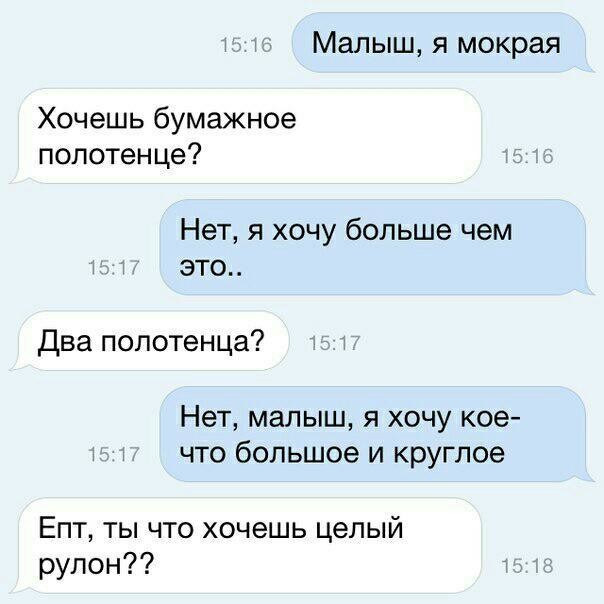 15:16 Малыш, я мокрая
Хочешь бумажное
полотенце? 15:16
Нет, я хочу больше чем
15:17 это..
Два полотенца? 15:17
Нет, малыш, я хочу кое-
15:17 что большое и круглое
Епт, ты что хочешь целый
рулон?? 15:18